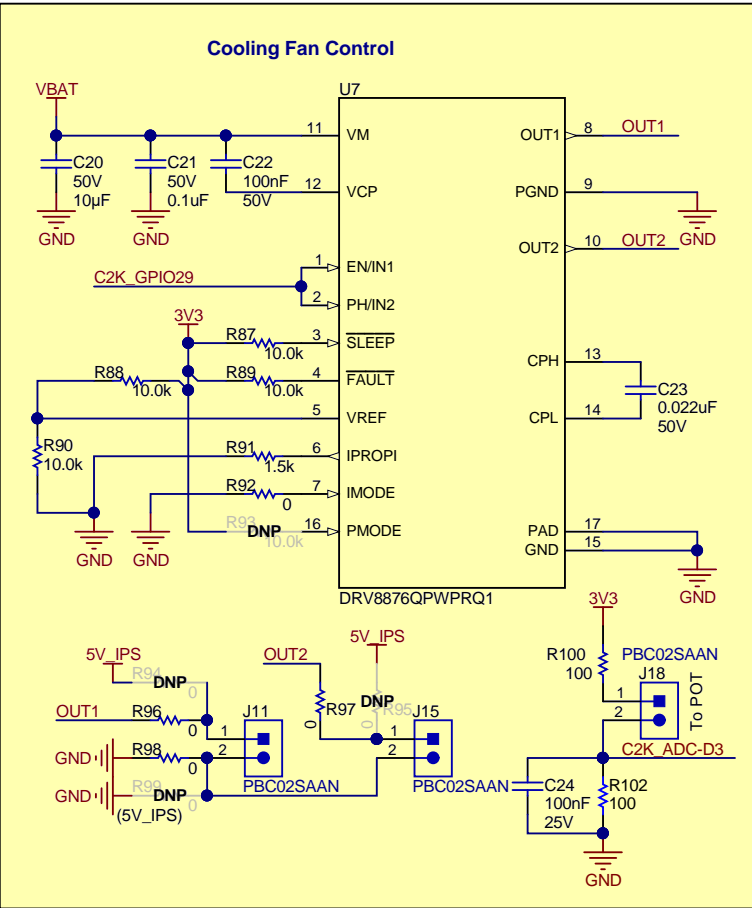 Cooling Fan Control
VBAT
U7
11 VM
OUT1 8 OUT1
C20
50V
10µF
C21
50V
0.1uF
C22
100nF
50V
12 VCP
PGND 9
GND
GND
OUT2 10 OUT2
GND
C2K_GPIO29
1 EN/IN1
2 PH/IN2
3V3
R87
10.0k
3 SLEEP
CPH 13
R88
10.0k
R89
10.0k
4 FAULT
C23
0.022uF
50V
5 VREF
CPL 14
R90
10.0k
R91
1.5k
6 IPROPI
R92
0
7 IMODE
R93
DNP
10.0k
16 PMODE
PAD 17
GND 15
GND
GND
GND
DRV8876QPWPRQ1
5V_IPS
R94
DNP
0
OUT1
R96
0
GND
R98
0
GND
R99
DNP
0
(5V_IPS)
J11
1
2
PBC02SAAN
OUT2
R97
0
5V_IPS
DNP
R95
0
J15
1
2
PBC02SAAN
3V3
R100
100
PBC02SAAN
J18
1
2
To POT
C2K_ADC-D3
C24
100nF
25V
R102
100
GND